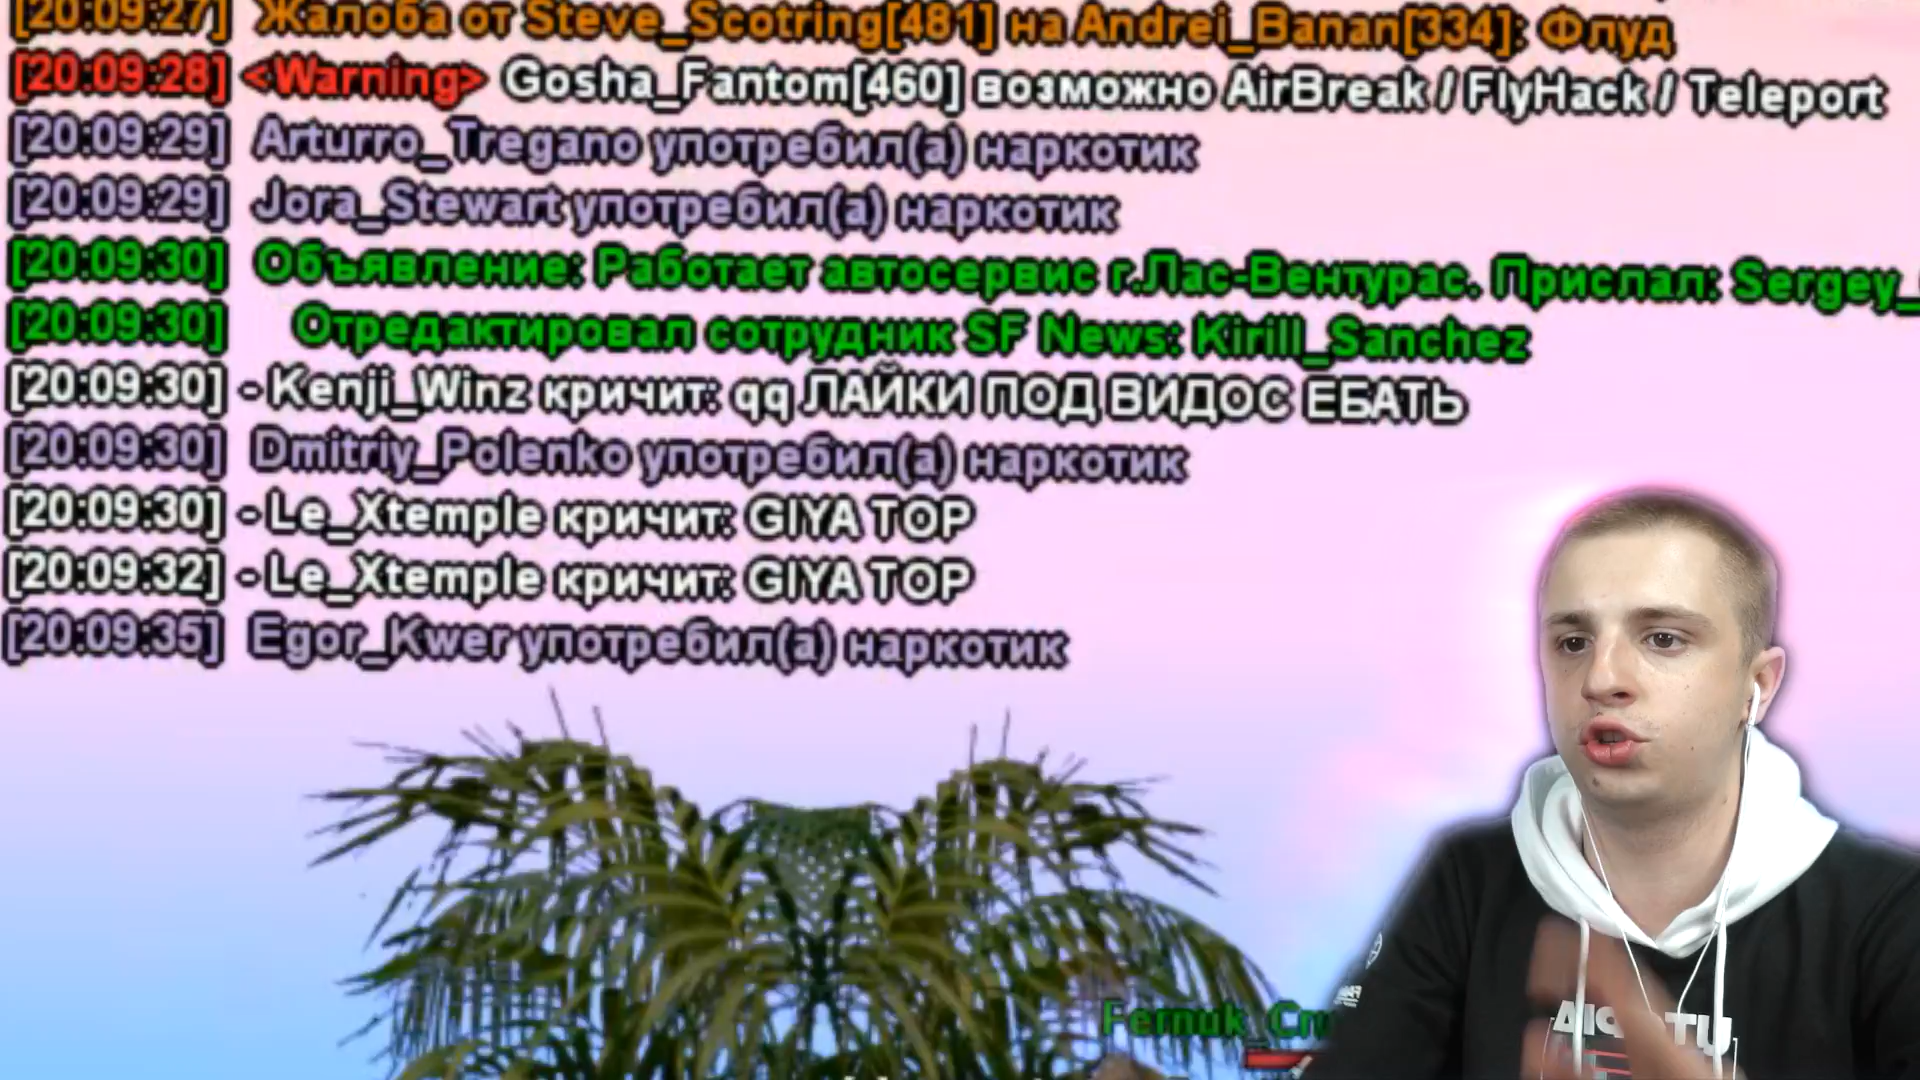 [20:09:27] Жалоба от Steve_Scotring[481] на Andrei_Banan[334]: Флуд
[20:09:28] <Warning> Gosha_Fantom[460] возможно AirBreak / FlyHack / Teleport
[20:09:29] Arturro_Tregano употребил(а) наркотик
[20:09:29] Jora_Stewart употребил(а) наркотик
[20:09:30] Объявление: Работает автосервис г.Лас-Вентурас. Прислал: Sergey_
[20:09:30] Отредактировал сотрудник SF News: Kirill_Sanchez
[20:09:30] - Kenji_Winz кричит: qq ЛАЙКИ ПОД ВИДОС ЕБАТЬ
[20:09:30] Dmitriy_Polenko употребил(а) наркотик
[20:09:30] - Le_Xtemple кричит: GIYA TOP
[20:09:32] - Le_Xtemple кричит: GIYA TOP
[20:09:35] Egor_Kwer употребил(а) наркотик
Fernuk